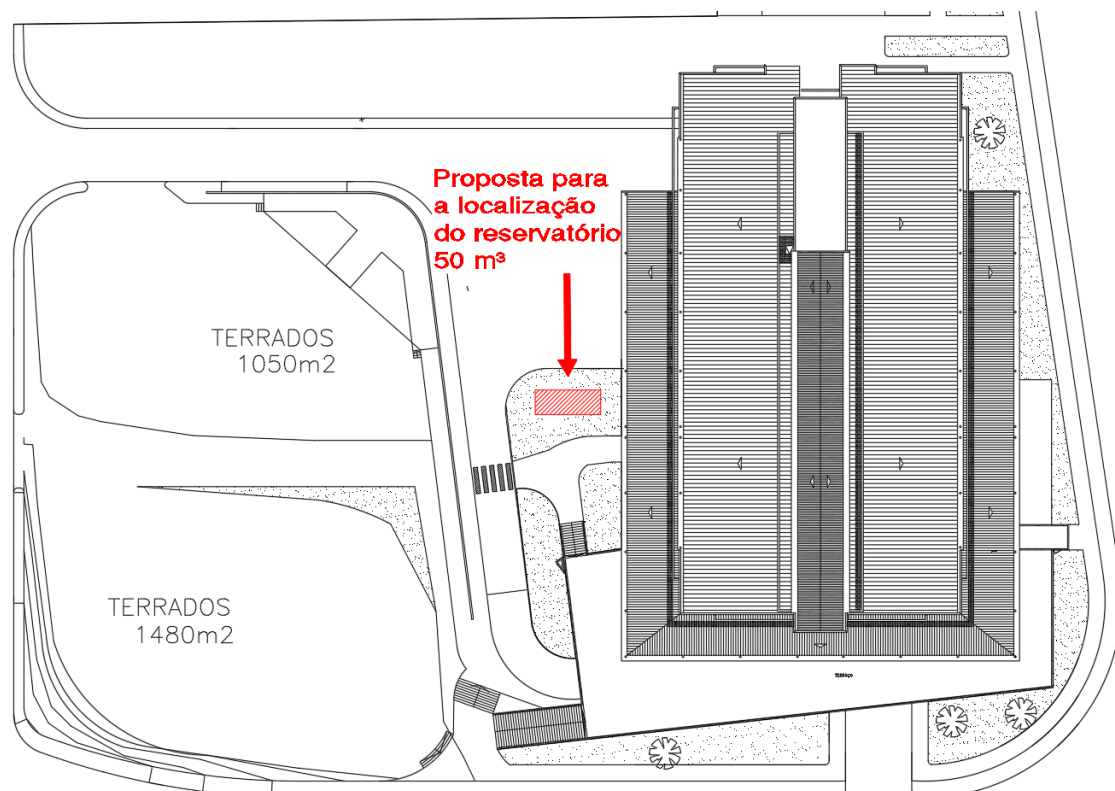 Proposta para
a localização
do reservatório
50 m³
TERRADOS
1050m2
TERRADOS
1480m2